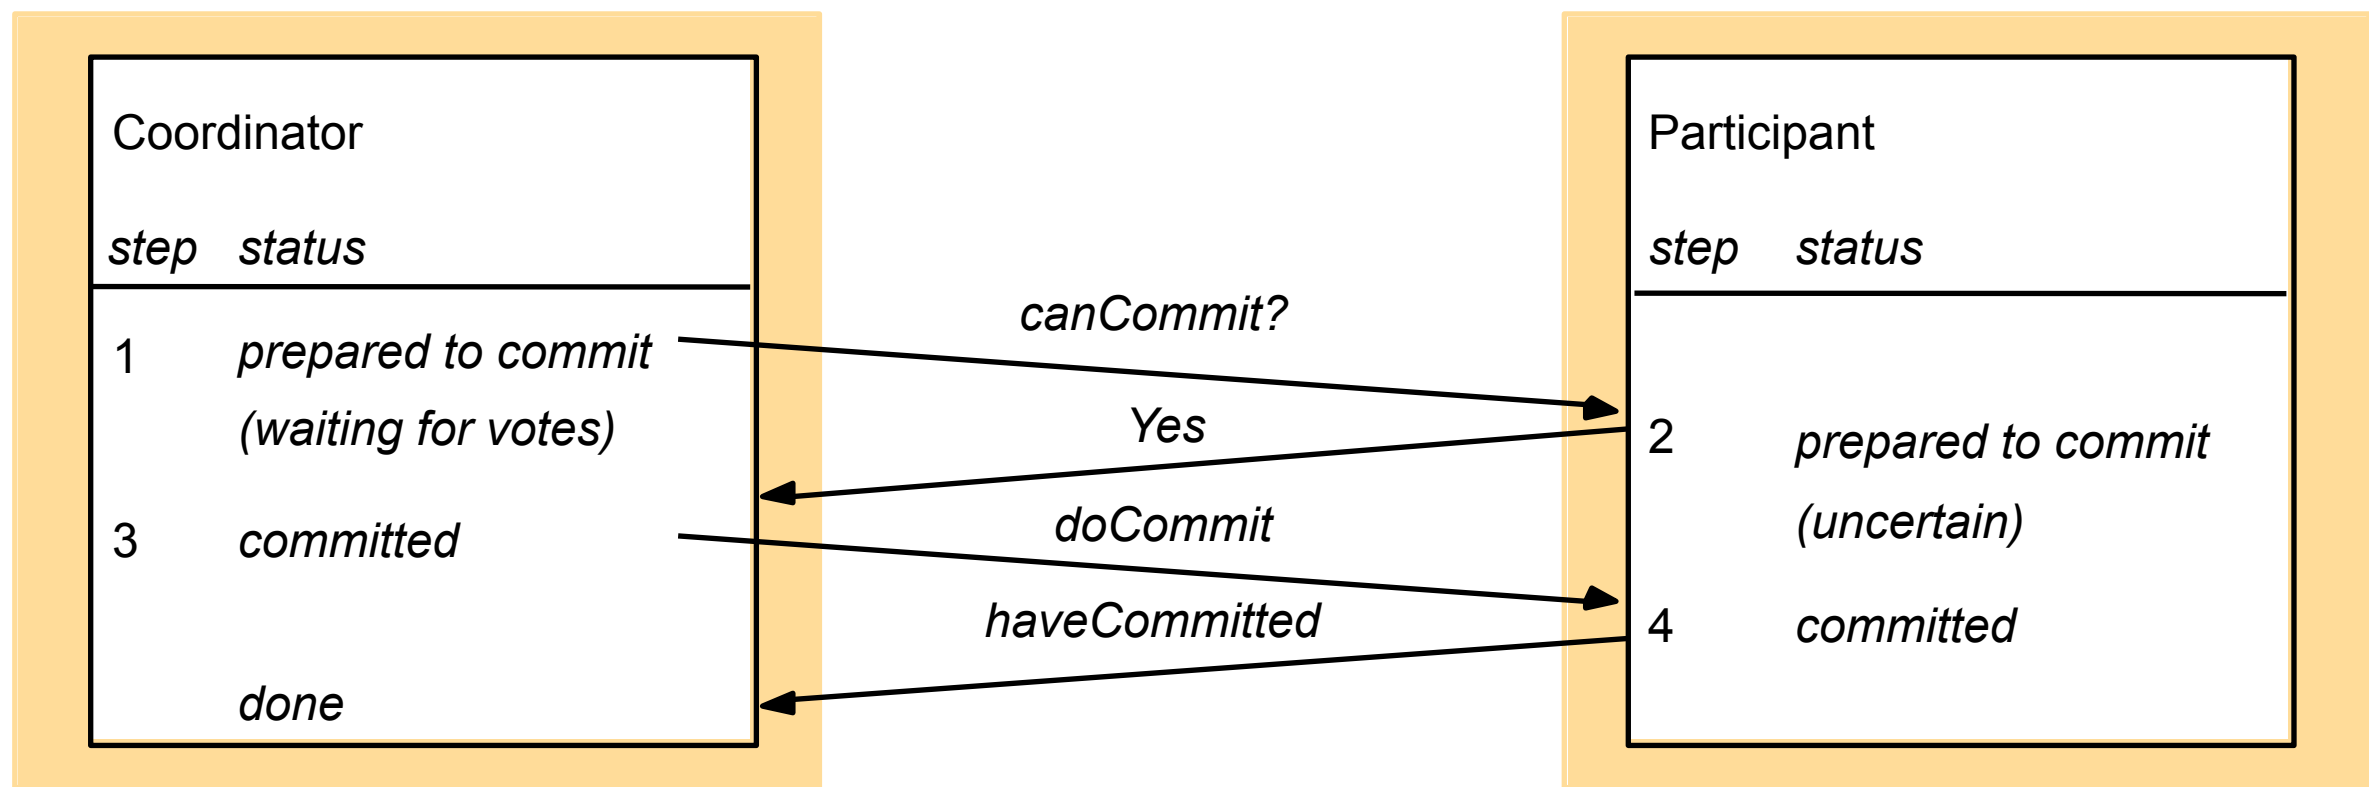 Coordinator
step status
1 prepared to commit
(waiting for votes)
3 committed
done
canCommit?
Yes
doCommit
haveCommitted
Participant
step status
2 prepared to commit
(uncertain)
4 committed